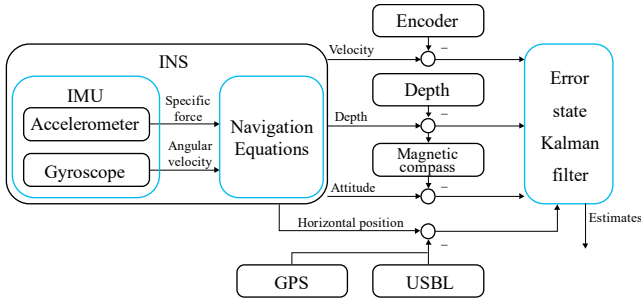 Encoder
INS
Velocity
−
IMU
Specific
force
Accelerometer
Angular
velocity
Gyroscope
Navigation
Equations
Depth
Depth
−
Magnetic
compass
Attitude
−
Horizontal position
−
GPS
USBL
Error
state
Kalman
filter
Estimates